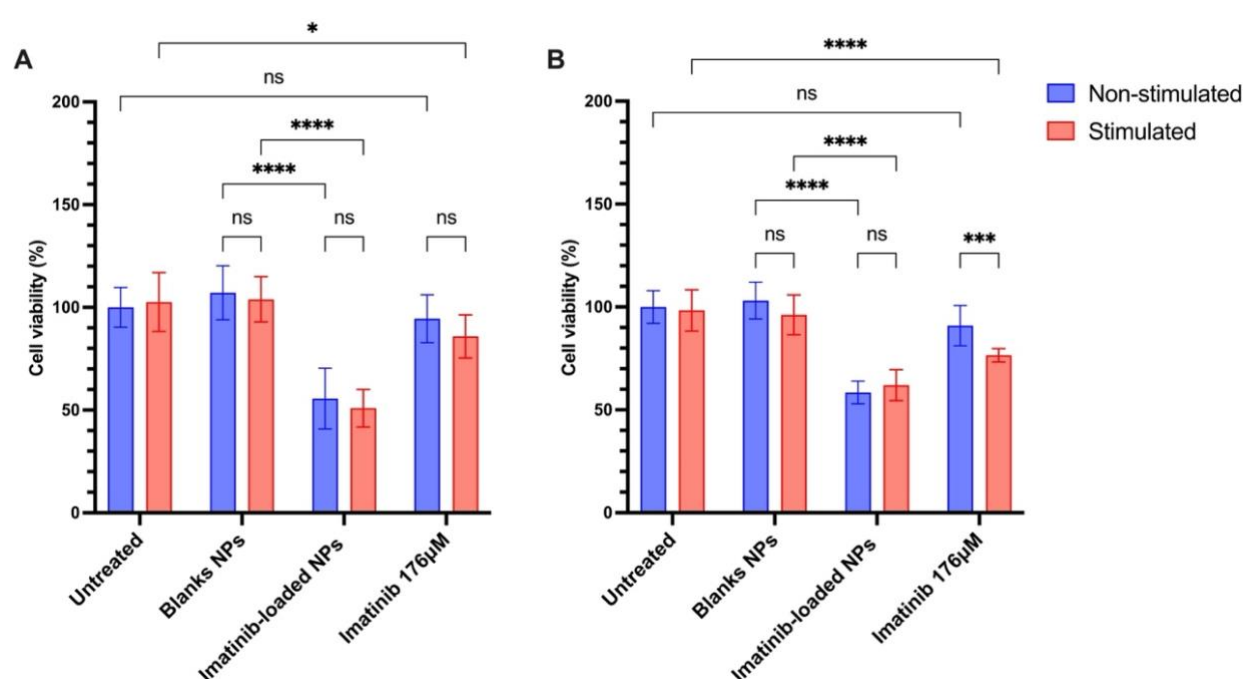 A
*
ns
****
****
ns
ns
ns
200
150
100
50
0
Cell viability (%)
Untreated
Blanks NPs
Imatinib-loaded NPs
Imatinib 176µM
B
****
ns
****
****
ns
ns
***
200
150
100
50
0
Cell viability (%)
Untreated
Blanks NPs
Imatinib-loaded NPs
Imatinib 176µM
Non-stimulated
Stimulated